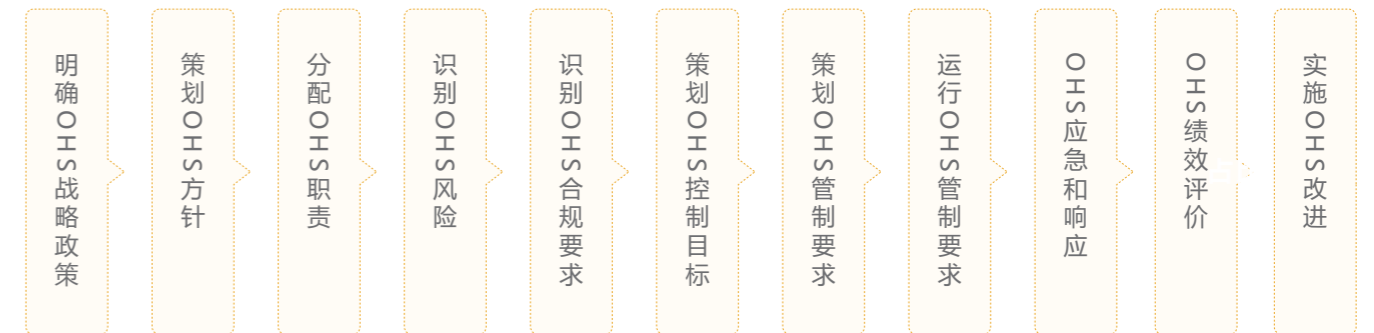 明确OHS战略政策
策划OHS方针
分配OHS职责
识别OHS风险
识别OHS合规要求
策划OHS控制目标
策划OHS管制要求
运行OHS管制要求
OHS应急和响应
OHS绩效评价
实施OHS改进